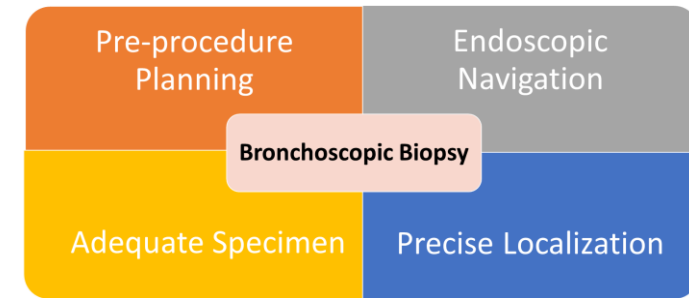 Pre-procedure
Planning
Endoscopic
Navigation
Bronchoscopic Biopsy
Adequate Specimen
Precise Localization